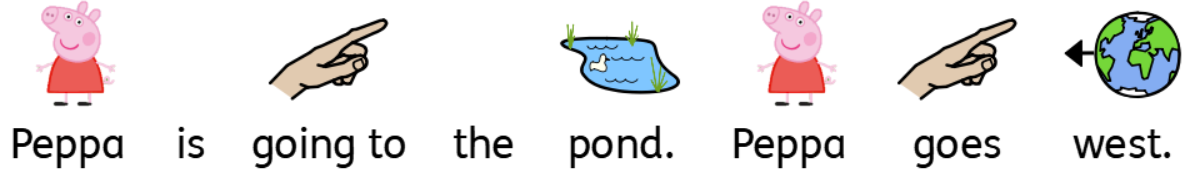 Peppa is going to the pond. Peppa goes west.